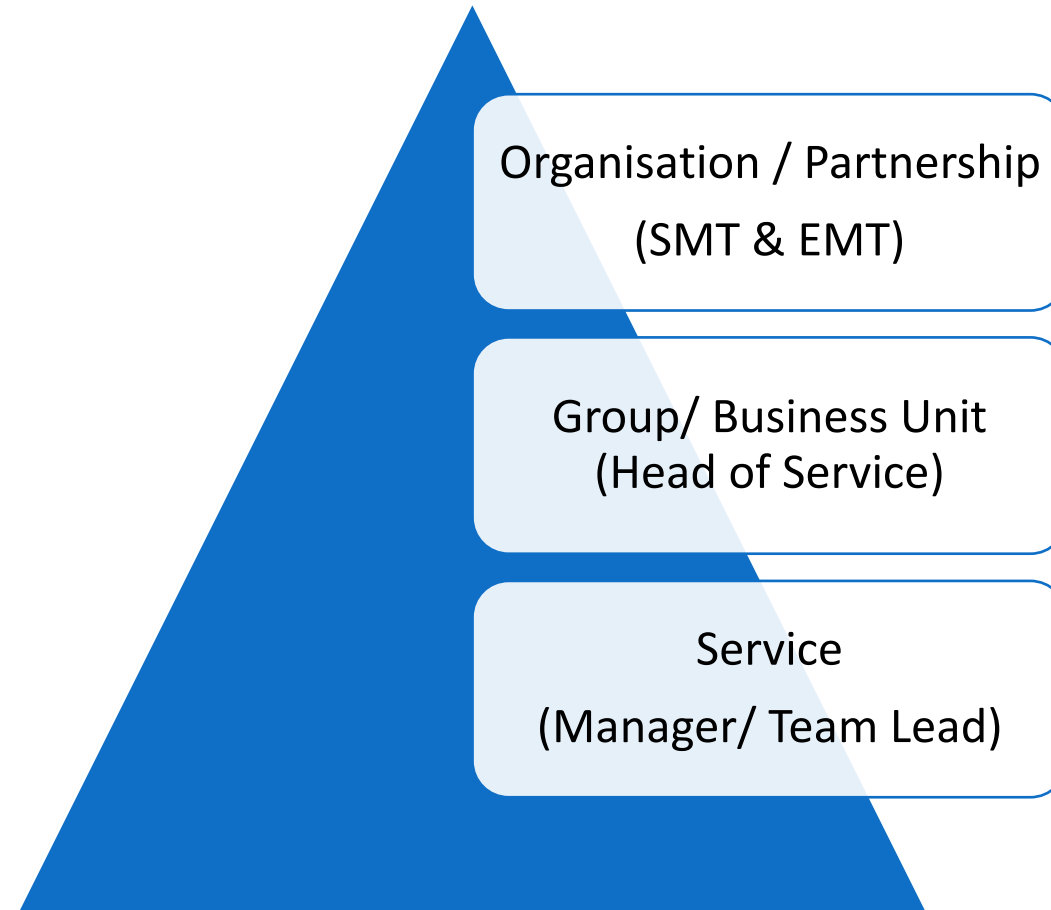 Organisation / Partnership
(SMT & EMT)
Group/ Business Unit
(Head of Service)
Service
(Manager/ Team Lead)